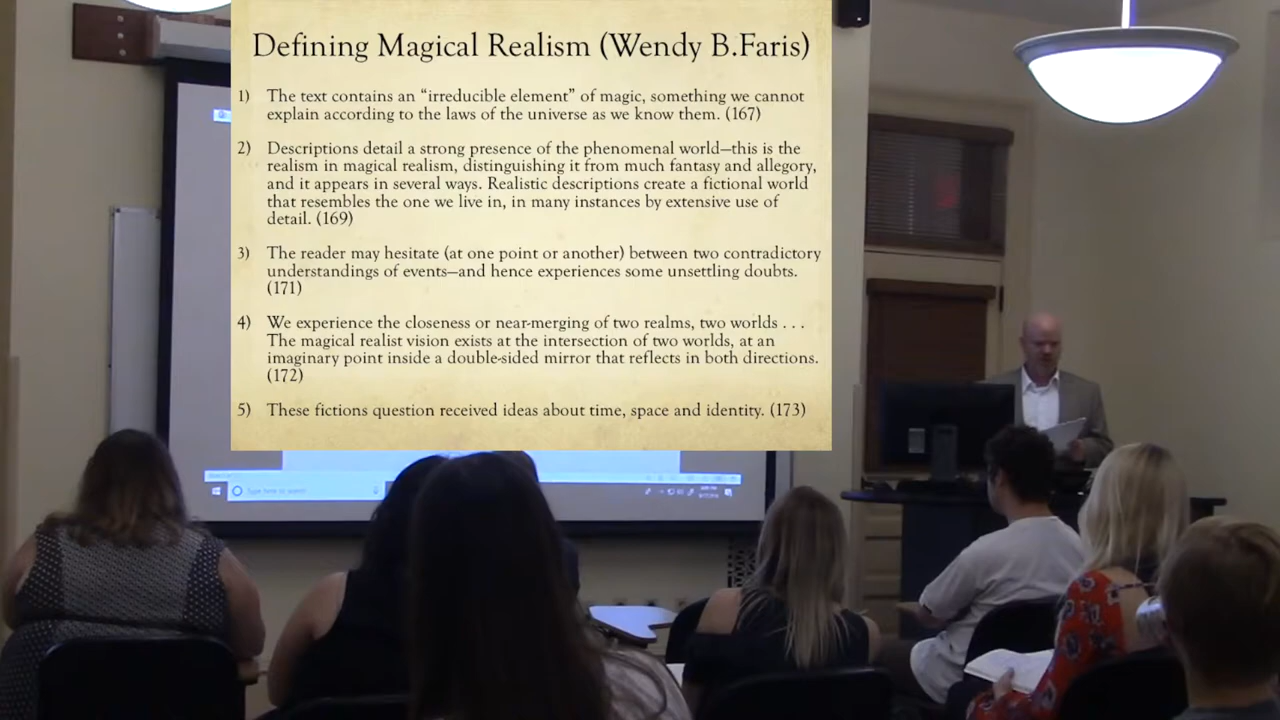 Defining Magical Realism (Wendy B.Faris)
1) The text contains an “irreducible element” of magic, something we cannot
explain according to the laws of the universe as we know them. (167)
2) Descriptions detail a strong presence of the phenomenal world—this is the
realism in magical realism, distinguishing it from much fantasy and allegory,
and it appears in several ways. Realistic descriptions create a fictional world
that resembles the one we live in, in many instances by extensive use of
detail. (169)
3) The reader may hesitate (at one point or another) between two contradictory
understandings of events—and hence experiences some unsettling doubts.
(171)
4) We experience the closeness or near-merging of two realms, two worlds . . .
The magical realist vision exists at the intersection of two worlds, at an
imaginary point inside a double-sided mirror that reflects in both directions.
(172)
5) These fictions question received ideas about time, space and identity. (173)
Type here to search